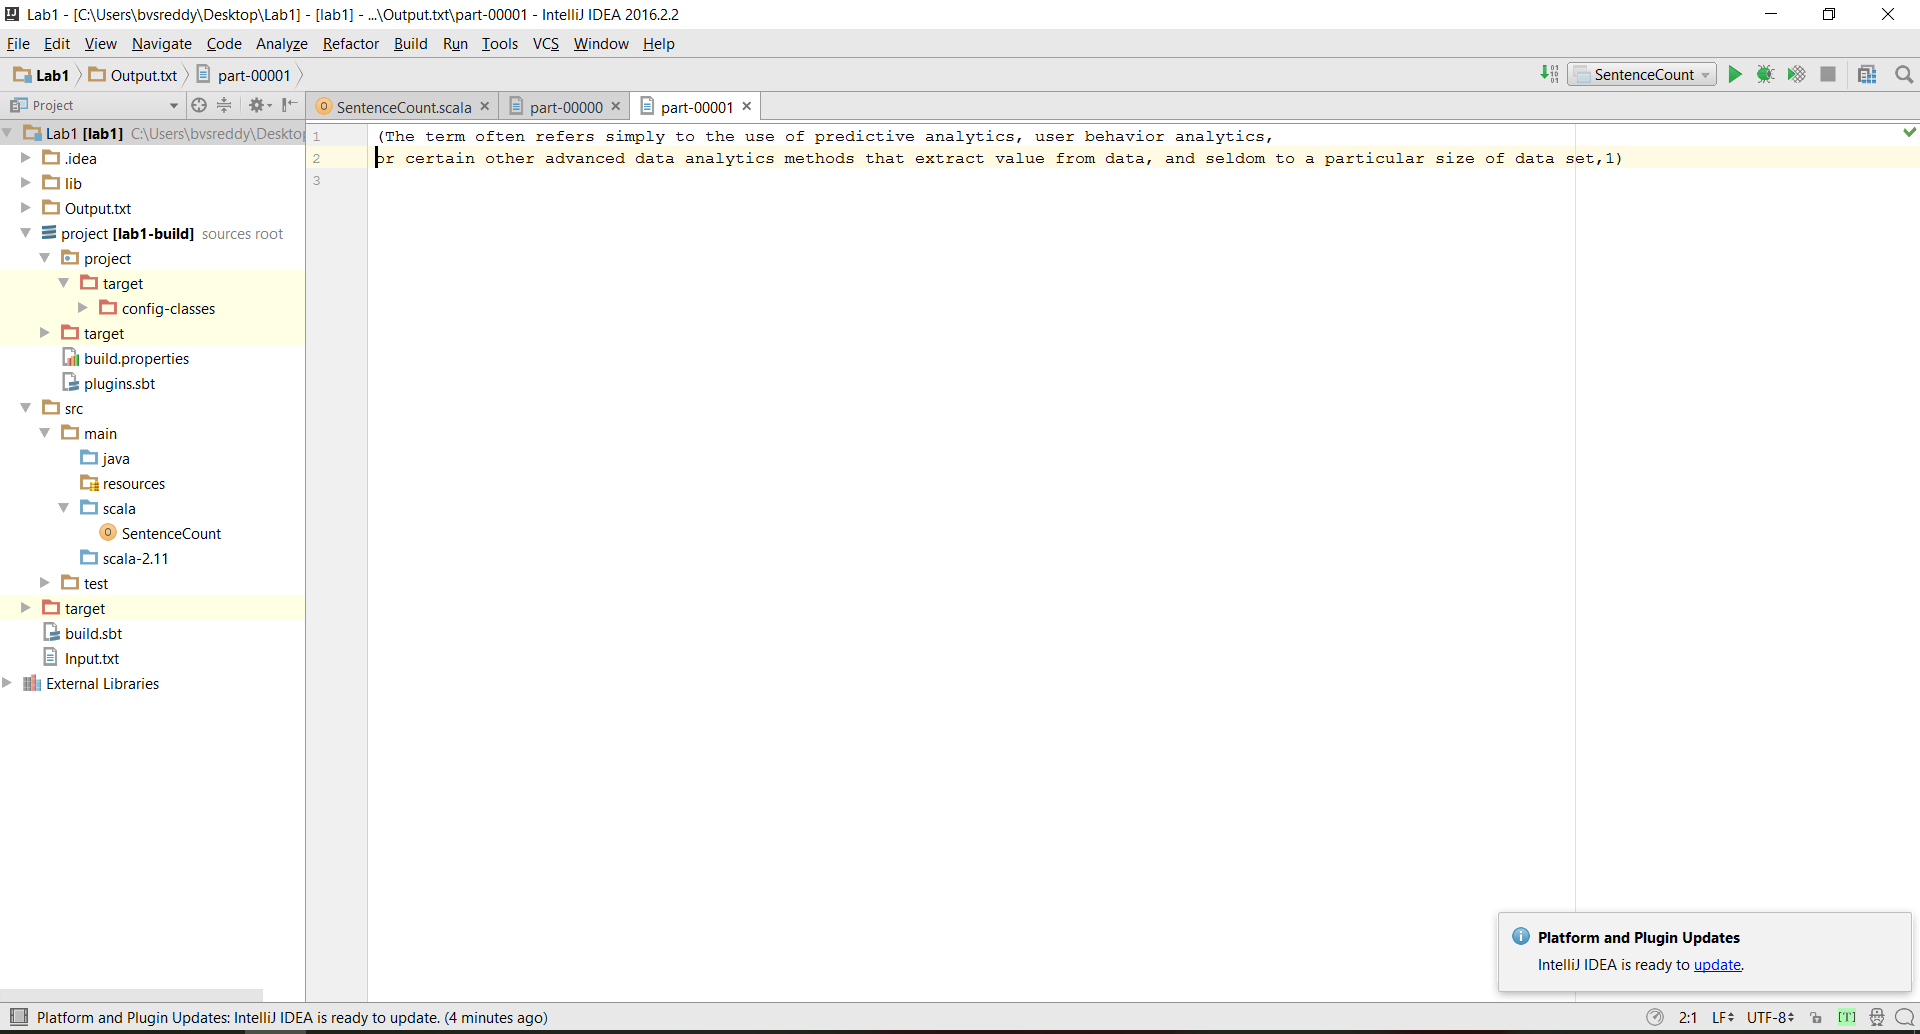 Lab1 - [C:\Users\bvsreddy\Desktop\Lab1] - [lab1] - ...\Output.txt\part-00001 - IntelliJ IDEA 2016.2.2
File Edit View Navigate Code Analyze Refactor Build Run Tools VCS Window Help
Lab1 Output.txt part-00001 SentenceCount
Project SentenceCount.scala part-00000 part-00001
Lab1 [lab1] C:\Users\bvsreddy\Desktop
.idea
lib
Output.txt
project [lab1-build] sources root
project
target
config-classes
target
build.properties
plugins.sbt
src
main
java
resources
scala
SentenceCount
scala-2.11
test
target
build.sbt
Input.txt
External Libraries
1 (The term often refers simply to the use of predictive analytics, user behavior analytics,
2 or certain other advanced data analytics methods that extract value from data, and seldom to a particular size of data set,1)
3
Platform and Plugin Updates
IntelliJ IDEA is ready to update.
Platform and Plugin Updates: IntelliJ IDEA is ready to update. (4 minutes ago) 2:1 LF UTF-8 [T]